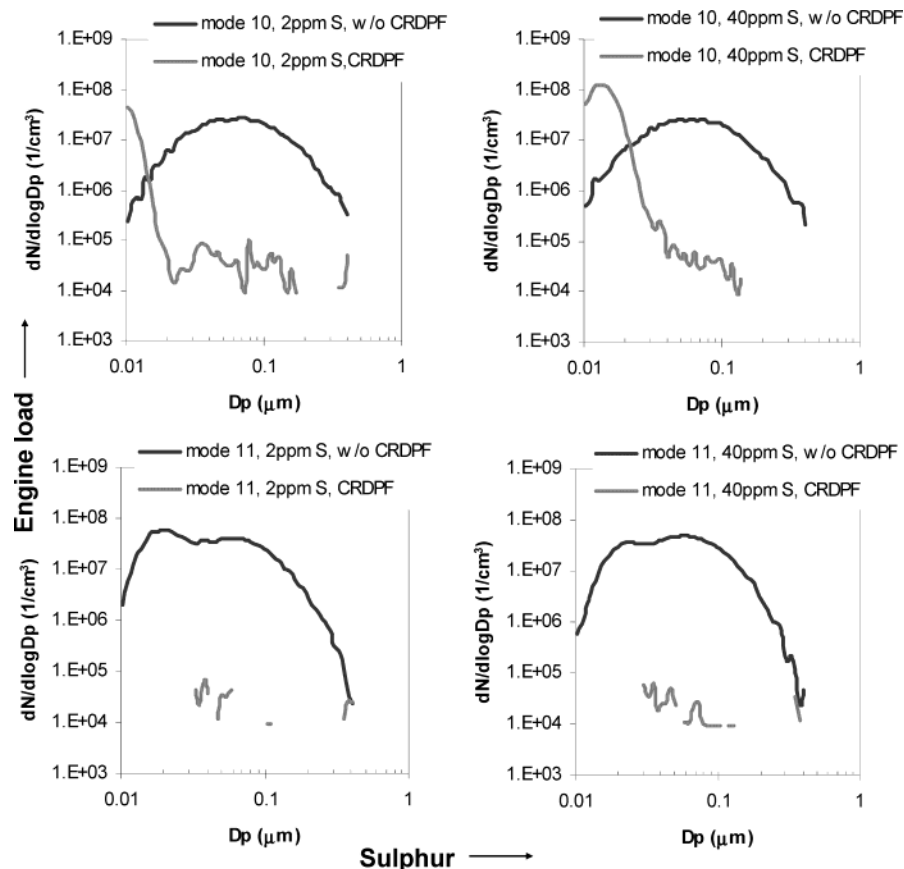 mode 10, 2ppm S, w/o CRDPF
mode 10, 2ppm S,CRDPF
1.E+09
1.E+08
1.E+07
1.E+06
1.E+05
1.E+04
1.E+03
dN/dlogDp (1/cm³)
0.01
0.1
1
Dp (μm)
mode 10, 40ppm S, w/o CRDPF
mode 10, 40ppm S, CRDPF
1.E+09
1.E+08
1.E+07
1.E+06
1.E+05
1.E+04
1.E+03
dN/dlogDp (1/cm³)
0.01
0.1
1
Dp (μm)
Engine load
mode 11, 2ppm S, w/o CRDPF
mode 11, 2ppm S, CRDPF
1.E+09
1.E+08
1.E+07
1.E+06
1.E+05
1.E+04
1.E+03
dN/dlogDp (1/cm³)
0.01
0.1
1
Dp (μm)
mode 11, 40ppm S, w/o CRDPF
mode 11, 40ppm S, CRDPF
1.E+09
1.E+08
1.E+07
1.E+06
1.E+05
1.E+04
1.E+03
dN/dlogDp (1/cm³)
0.01
0.1
1
Dp (μm)
Sulphur